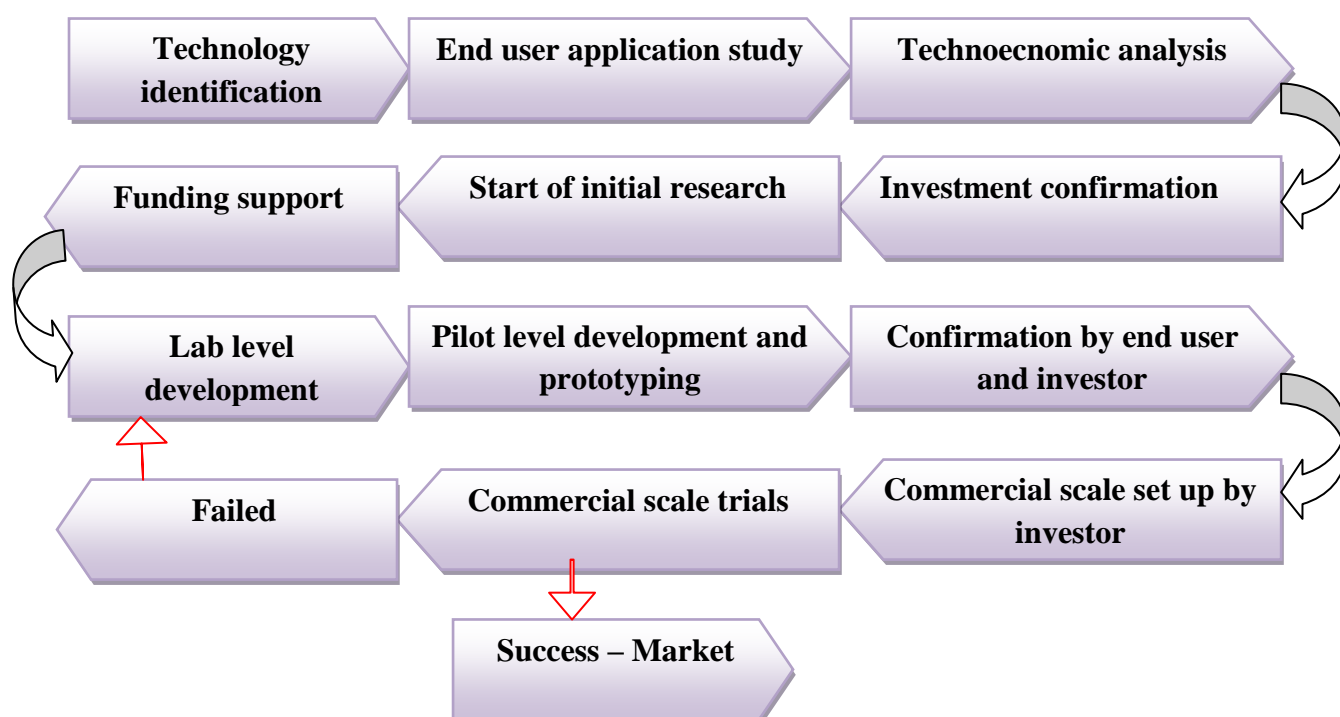 Technology
identification
End user application study
Technoecnomic analysis
Funding support
Start of initial research
Investment confirmation
Lab level
development
Pilot level development and
prototyping
Confirmation by end user
and investor
Failed
Commercial scale trials
Commercial scale set up by
investor
Success – Market